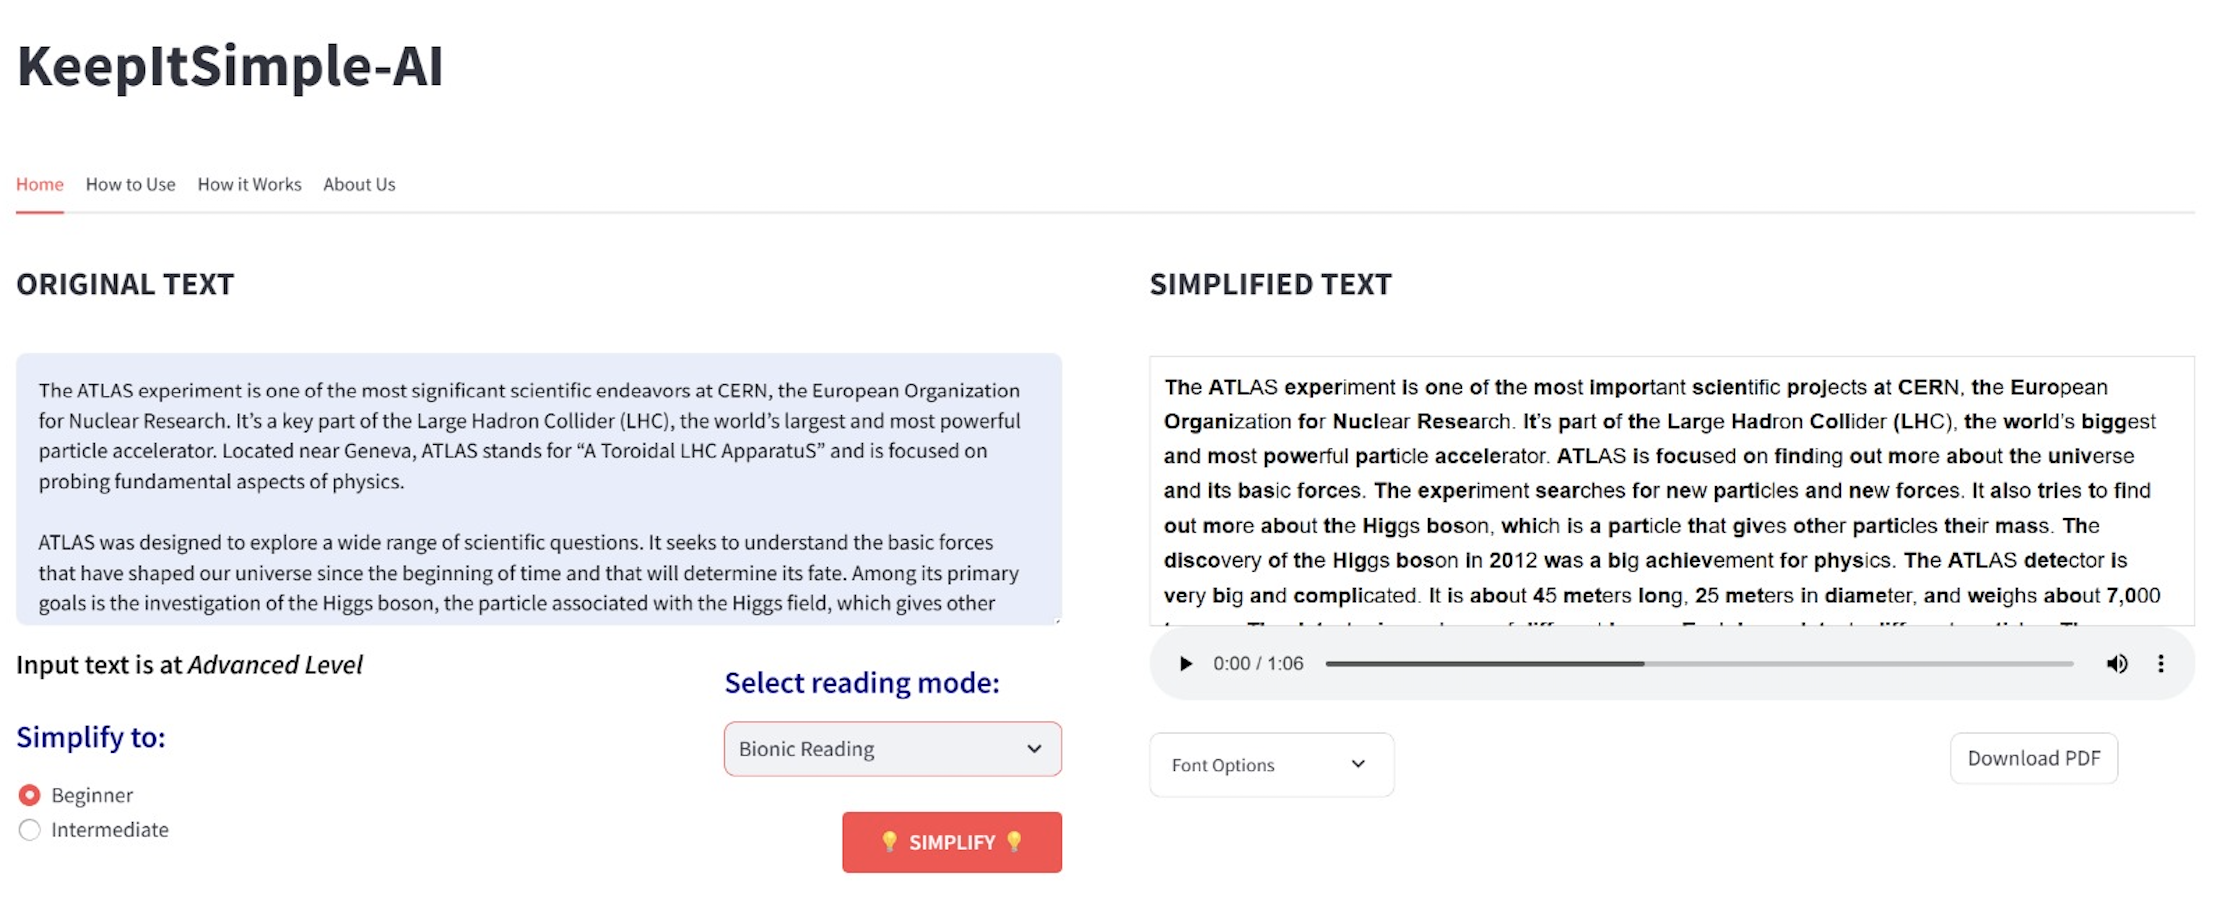 KeepItSimple-AI
Home How to Use How it Works About Us
ORIGINAL TEXT
The ATLAS experiment is one of the most significant scientific endeavors at CERN, the European Organization
for Nuclear Research. It’s a key part of the Large Hadron Collider (LHC), the world’s largest and most powerful
particle accelerator. Located near Geneva, ATLAS stands for “A Toroidal LHC ApparatuS” and is focused on
probing fundamental aspects of physics.
ATLAS was designed to explore a wide range of scientific questions. It seeks to understand the basic forces
that have shaped our universe since the beginning of time and that will determine its fate. Among its primary
goals is the investigation of the Higgs boson, the particle associated with the Higgs field, which gives other
Input text is at Advanced Level
Simplify to:
Beginner
Intermediate
Select reading mode:
Bionic Reading
💡 SIMPLIFY 💡
SIMPLIFIED TEXT
The ATLAS experiment is one of the most important scientific projects at CERN, the European
Organization for Nuclear Research. It’s part of the Large Hadron Collider (LHC), the world’s biggest
and most powerful particle accelerator. ATLAS is focused on finding out more about the universe
and its basic forces. The experiment searches for new particles and new forces. It also tries to find
out more about the Higgs boson, which is a particle that gives other particles their mass. The
discovery of the Higgs boson in 2012 was a big achievement for physics. The ATLAS detector is
very big and complicated. It is about 45 meters long, 25 meters in diameter, and weighs about 7,000
0:00 / 1:06
Font Options
Download PDF